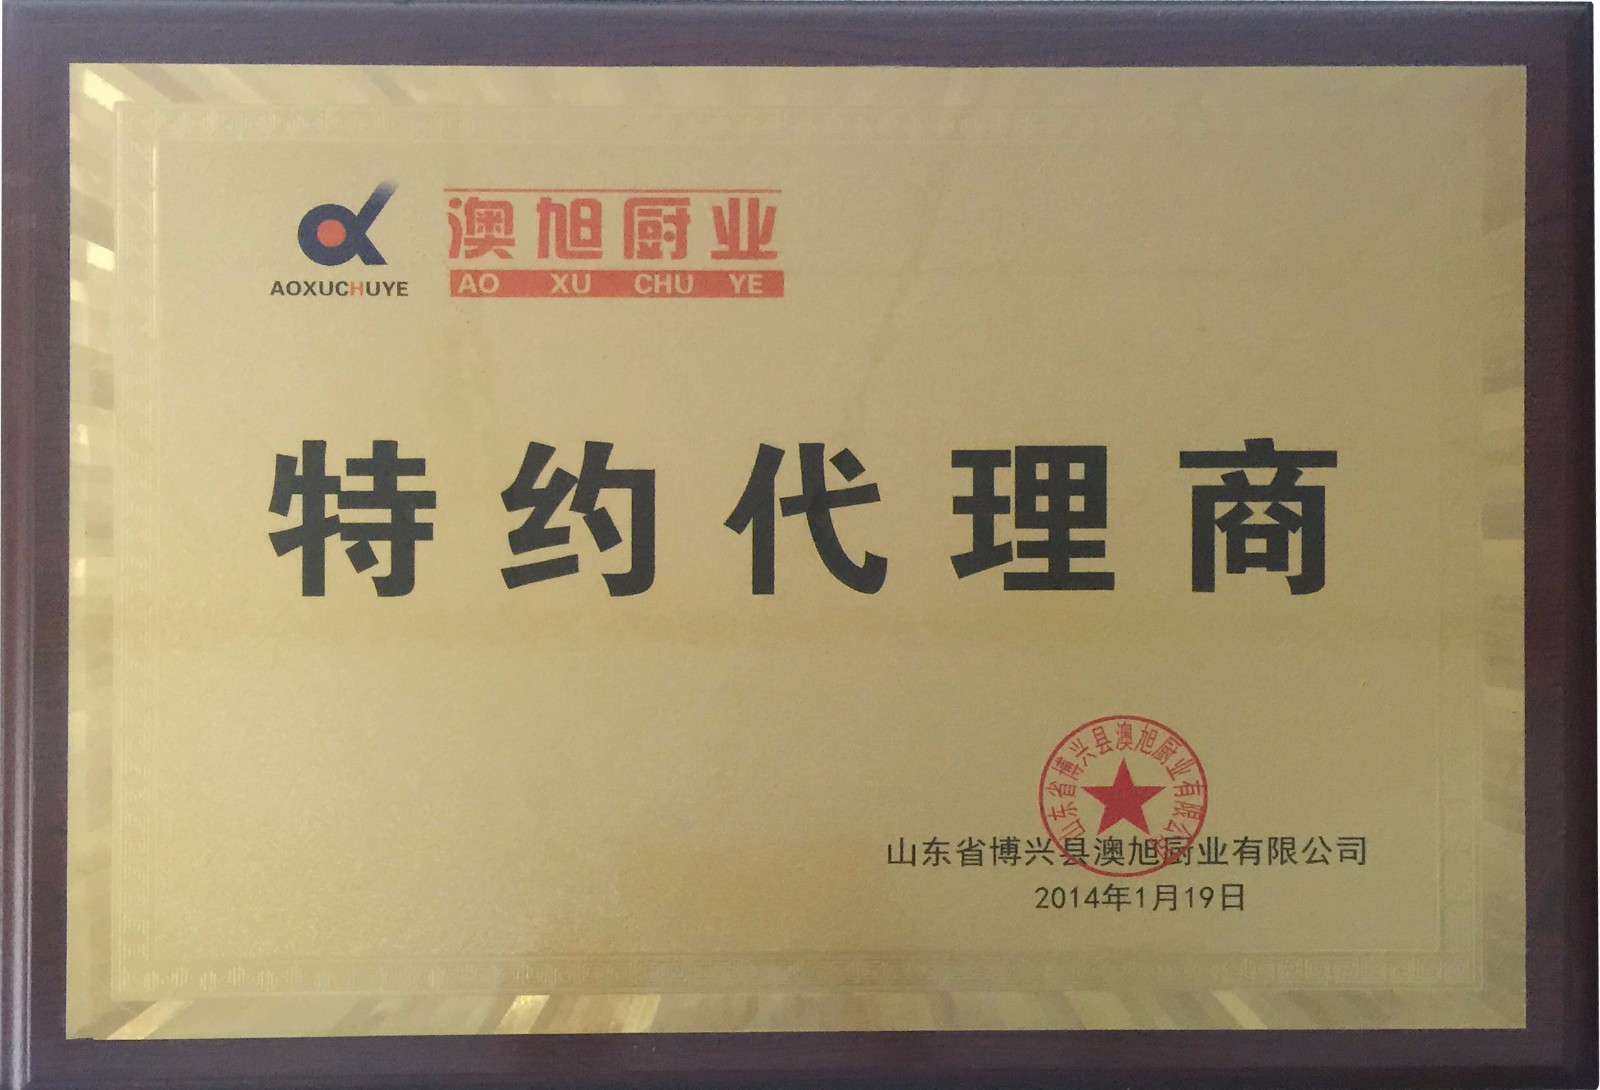 澳旭厨业
AOXUCHUYE
AO XU CHU YE
特约代理商
山东省博兴县澳旭厨业有限公司
山东省博兴县澳旭厨业有限公司
2014年1月19日